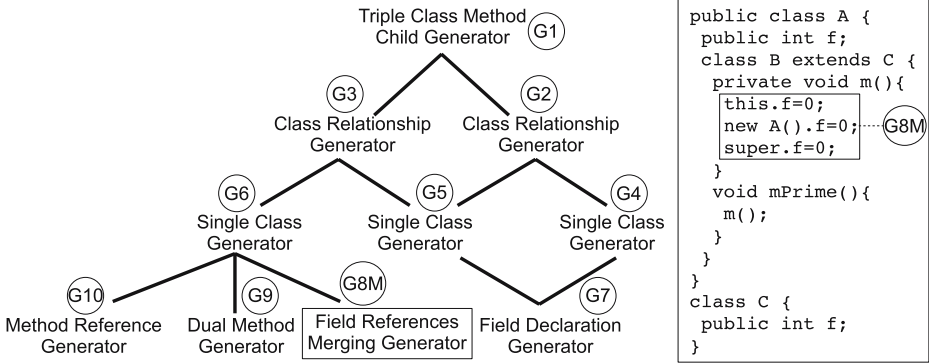 Triple Class Method
Child Generator
G1
G3
G2
Class Relationship
Generator
Class Relationship
Generator
G6
G5
G4
Single Class
Generator
Single Class
Generator
Single Class
Generator
G10
G9
G8M
G7
Method Reference
Generator
Dual Method
Generator
Field References
Merging Generator
Field Declaration
Generator
public class A {
public int f;
class B extends C {
private void m(){
this.f=0;
new A().f=0;
G8M
super.f=0;
}
void mPrime(){
m();
}
}
}
class C {
public int f;
}